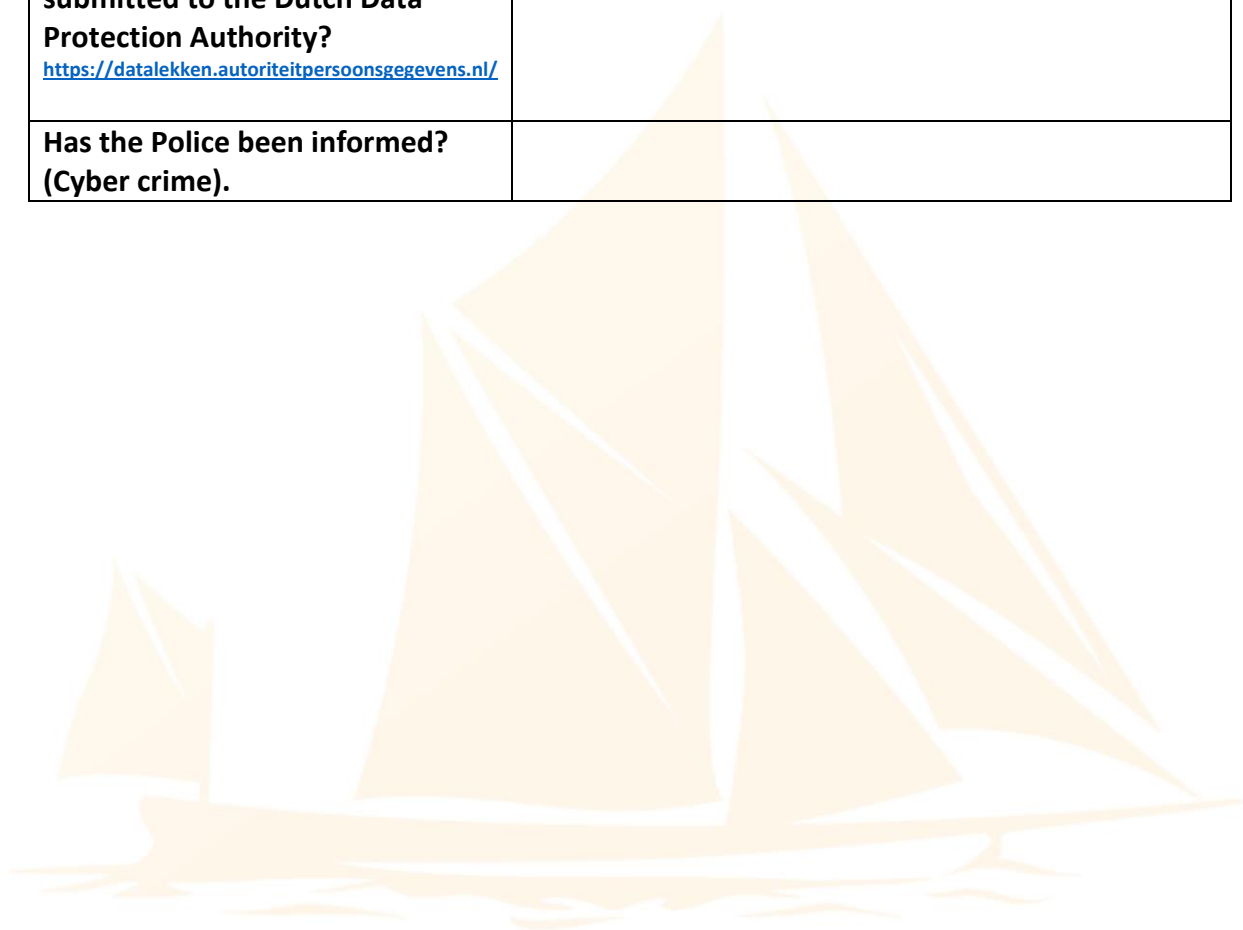 submitted to the Dutch Data
Protection Authority?
https://datalekken.autoriteitpersoonsgegevens.nl/
Has the Police been informed?
(Cyber crime).